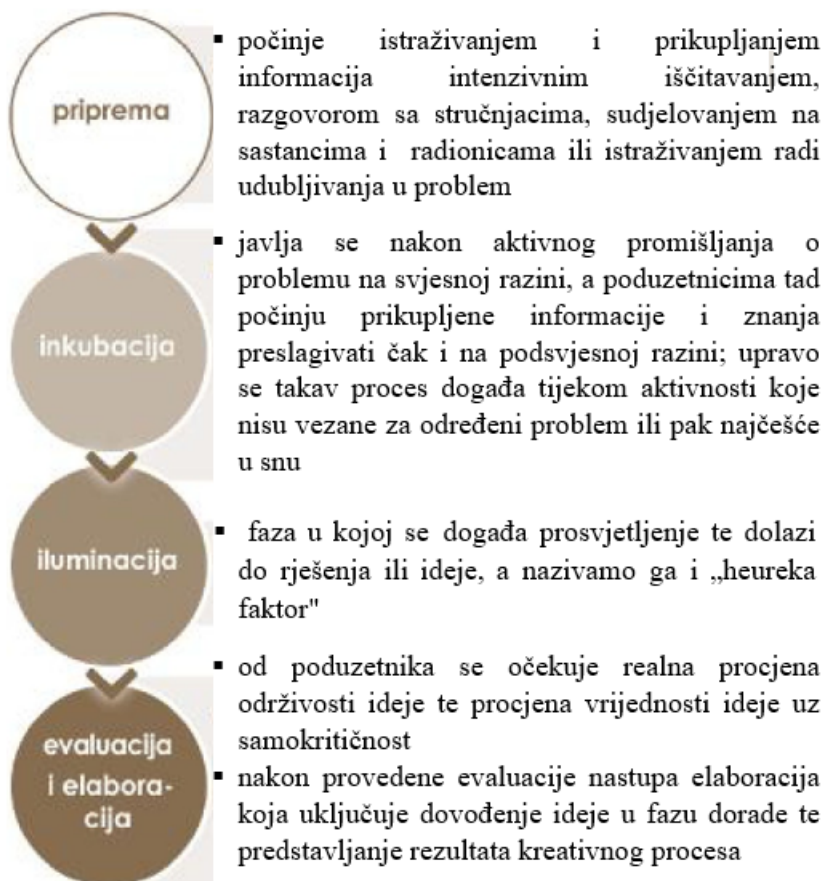 priprema
▪ počinje istraživanjem i prikupljanjem
informacija intenzivnim iščitavanjem,
razgovorom sa stručnjacima, sudjelovanjem na
sastancima i radionicama ili istraživanjem radi
udubljivanja u problem
inkubacija
▪ javlja se nakon aktivnog promišljanja o
problemu na svjesnoj razini, a poduzetnicima tad
počinju prikupljene informacije i znanja
preslagivati čak i na podsvjesnoj razini; upravo
se takav proces događa tijekom aktivnosti koje
nisu vezane za određeni problem ili pak najčešće
u snu
iluminacija
▪ faza u kojoj se događa prosvjetljenje te dolazi
do rješenja ili ideje, a nazivamo ga i „heureka
faktor"
evaluacija
i elabora-
cija
▪ od poduzetnika se očekuje realna procjena
održivosti ideje te procjena vrijednosti ideje uz
samokritičnost
▪ nakon provedene evaluacije nastupa elaboracija
koja uključuje dovođenje ideje u fazu dorade te
predstavljanje rezultata kreativnog procesa